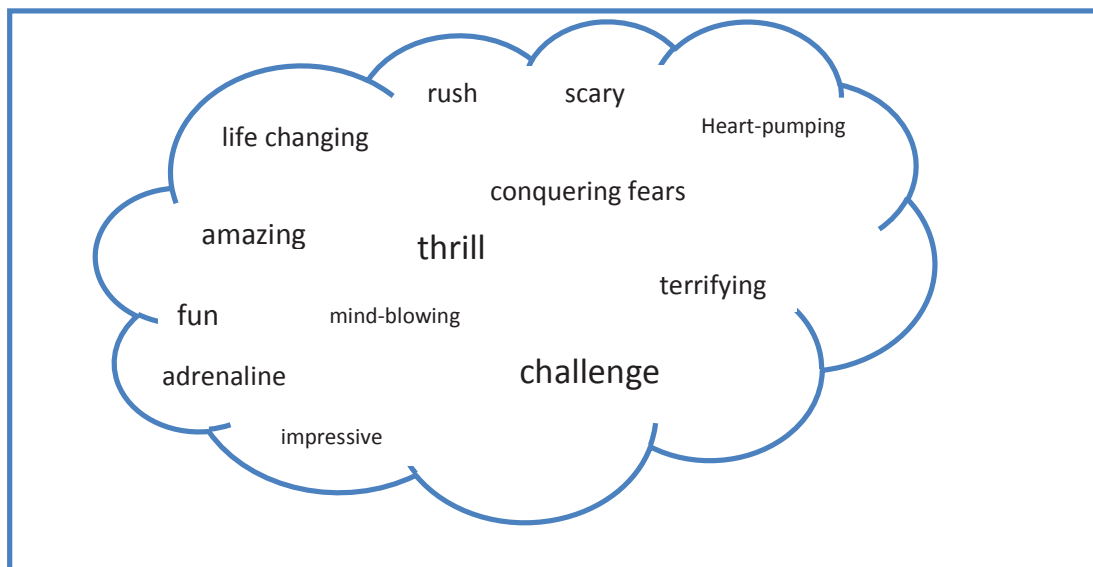 rush
scary
Heart-pumping
life changing
conquering fears
amazing
thrill
terrifying
fun
mind-blowing
adrenaline
challenge
impressive